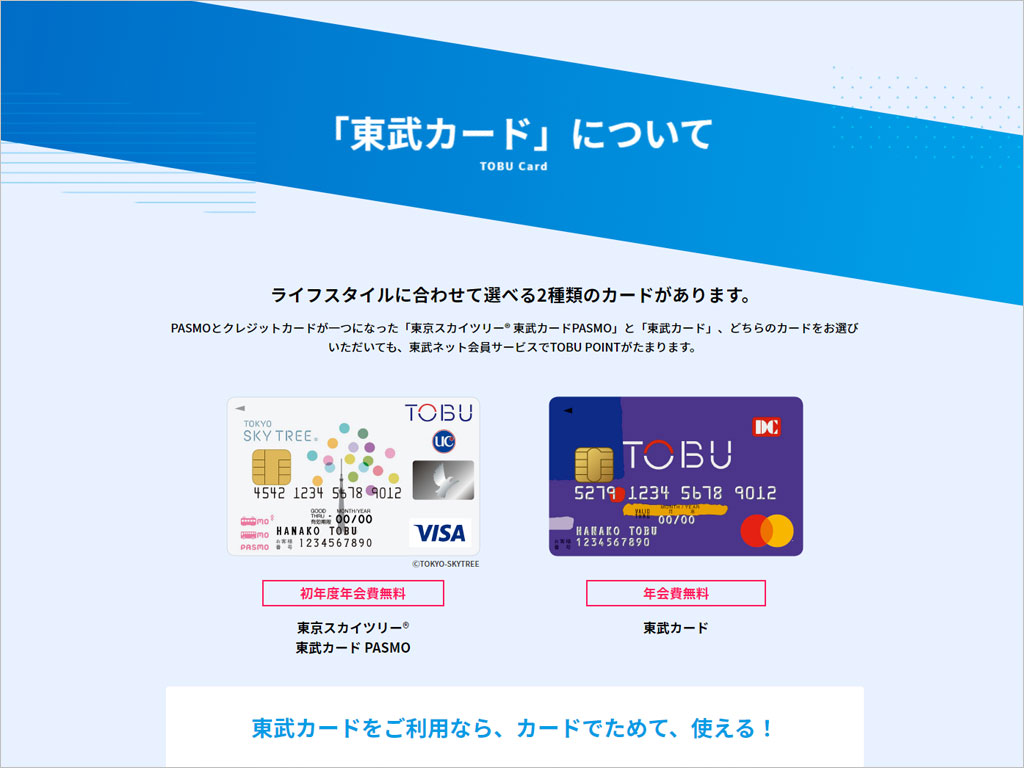 「東武カード」について
TOBU Card
ライフスタイルに合わせて選べる2種類のカードがあります。
PASMOとクレジットカードが一つになった「東京スカイツリー® 東武カードPASMO」と「東武カード」、どちらのカードをお選び
いただいても、東武ネット会員サービスでTOBU POINTがたまります。
TOBU
TOKYO
SKY TREE®
UC
4542 1234 5678 9012
GOOD THRU
有効期限
MONTH/YEAR
00/00
HANAKO TOBU
お客様番号
1234567890
PASMO
VISA
©TOKYO-SKYTREE
初年度年会費無料
東京スカイツリー®
東武カード PASMO
DC
TOBU
5279 1234 5678 9012
MONTH / YEAR
00/00
HANAKO TOBU
お客様番号
1234567890
年会費無料
東武カード
東武カードをご利用なら、カードでためて、使える！